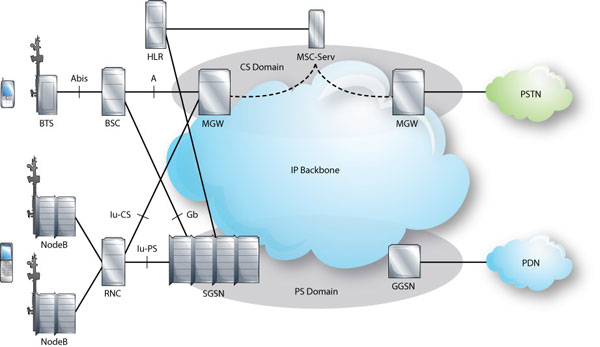 HLR
MSC-Serv
CS Domain
Abis
A
BTS
BSC
MGW
MGW
PSTN
IP Backbone
Iu-CS
Gb
NodeB
Iu-PS
RNC
SGSN
GGSN
PDN
PS Domain
NodeB